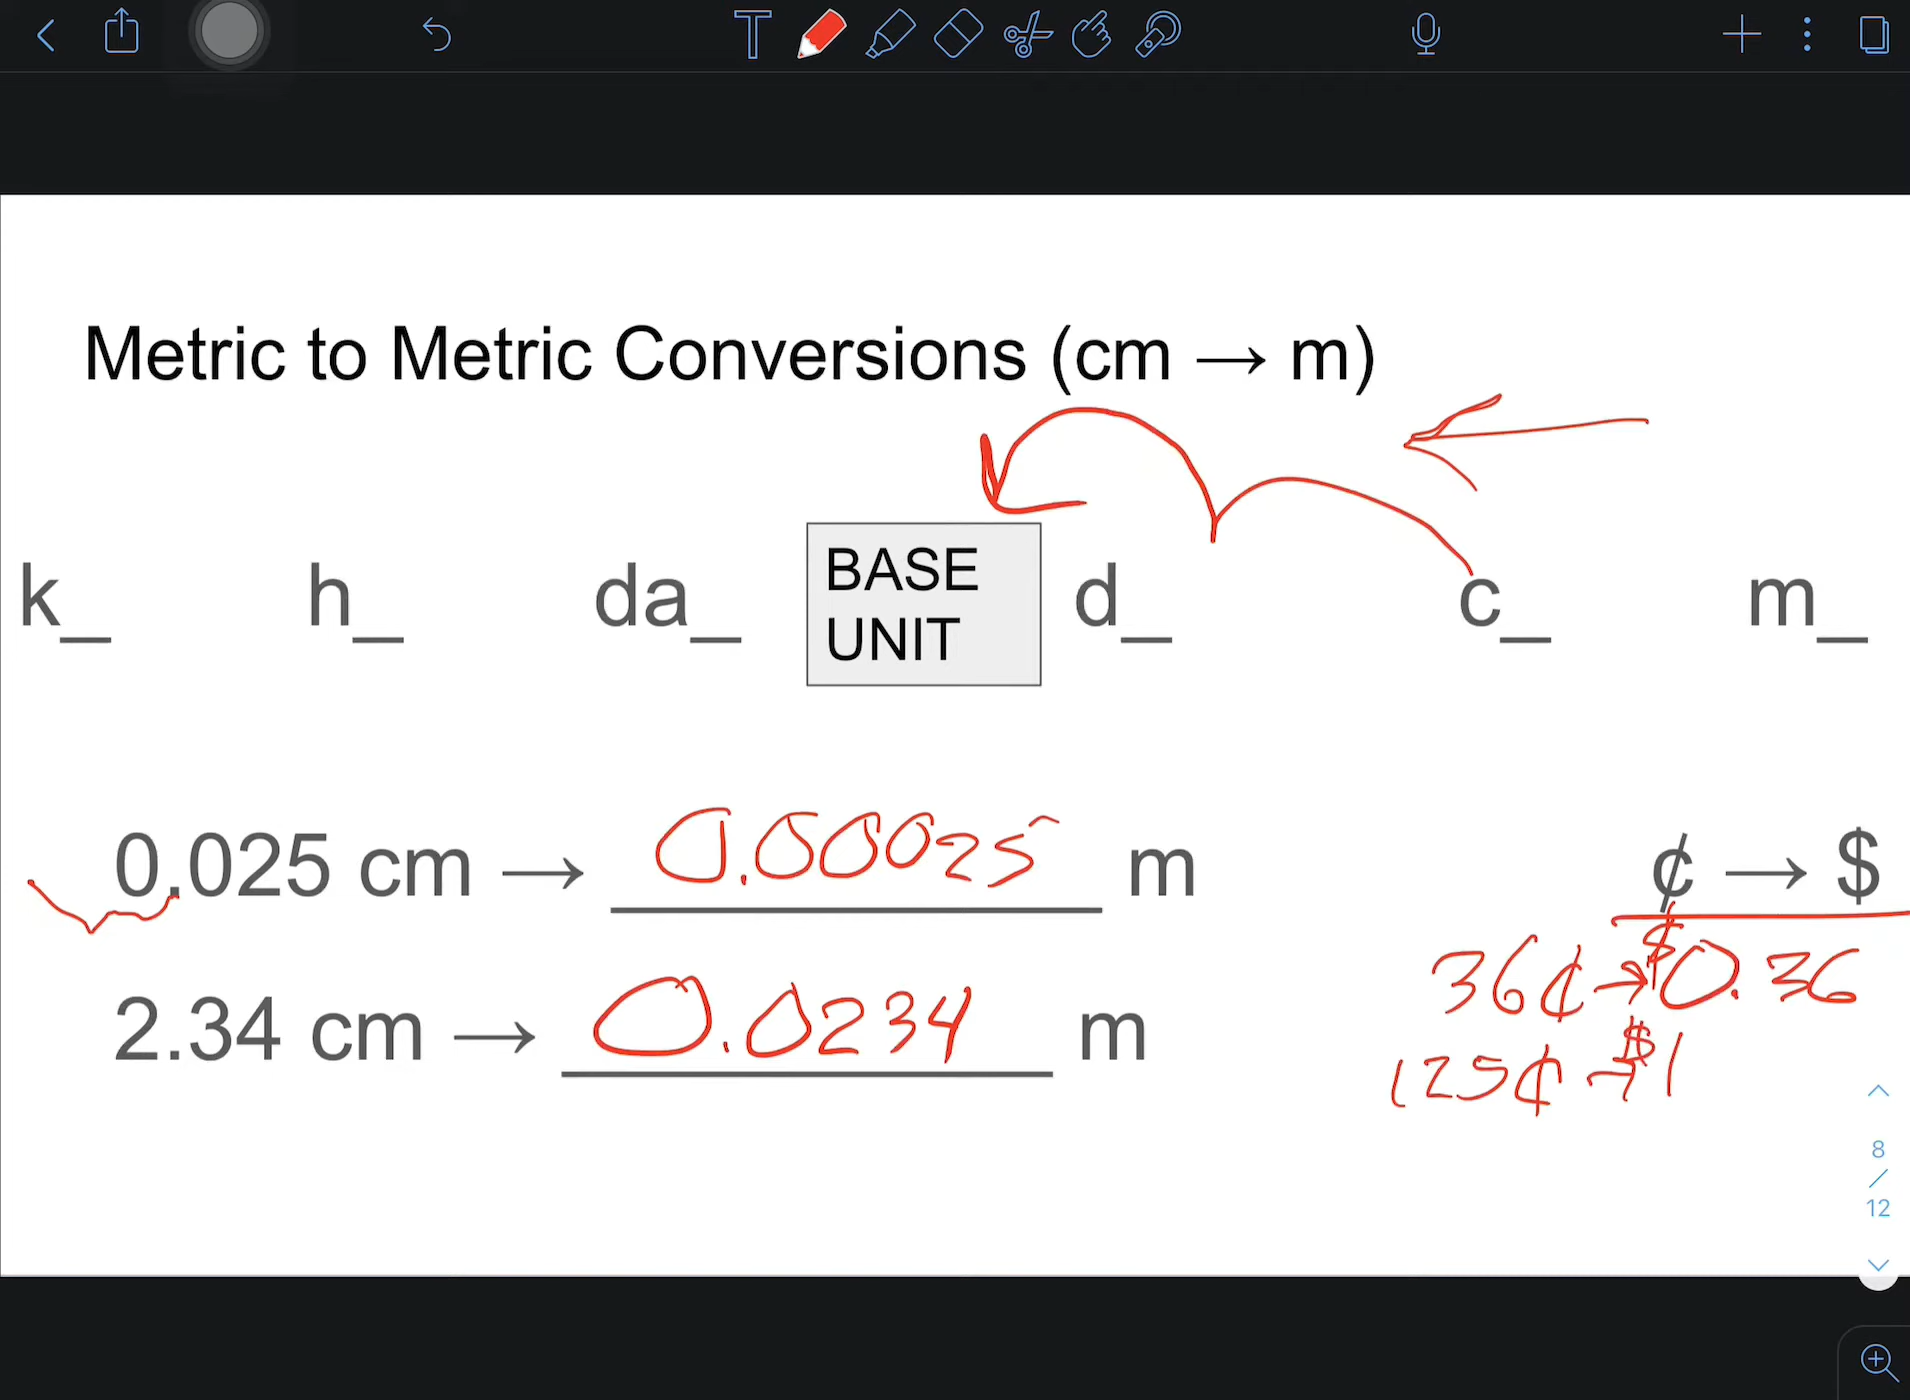 T
Metric to Metric Conversions (cm → m)
k_ h_ da_ BASE UNIT d_ c_ m_
0.025 cm → 0.00025 m
¢ → $
36¢ → $0.36
2.34 cm → 0.0234 m
125¢ → $1
8
/
12